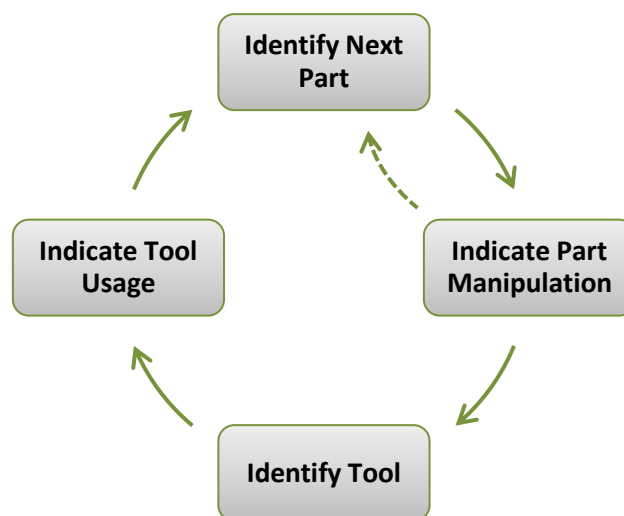 Identify Next
Part
Indicate Tool
Usage
Indicate Part
Manipulation
Identify Tool